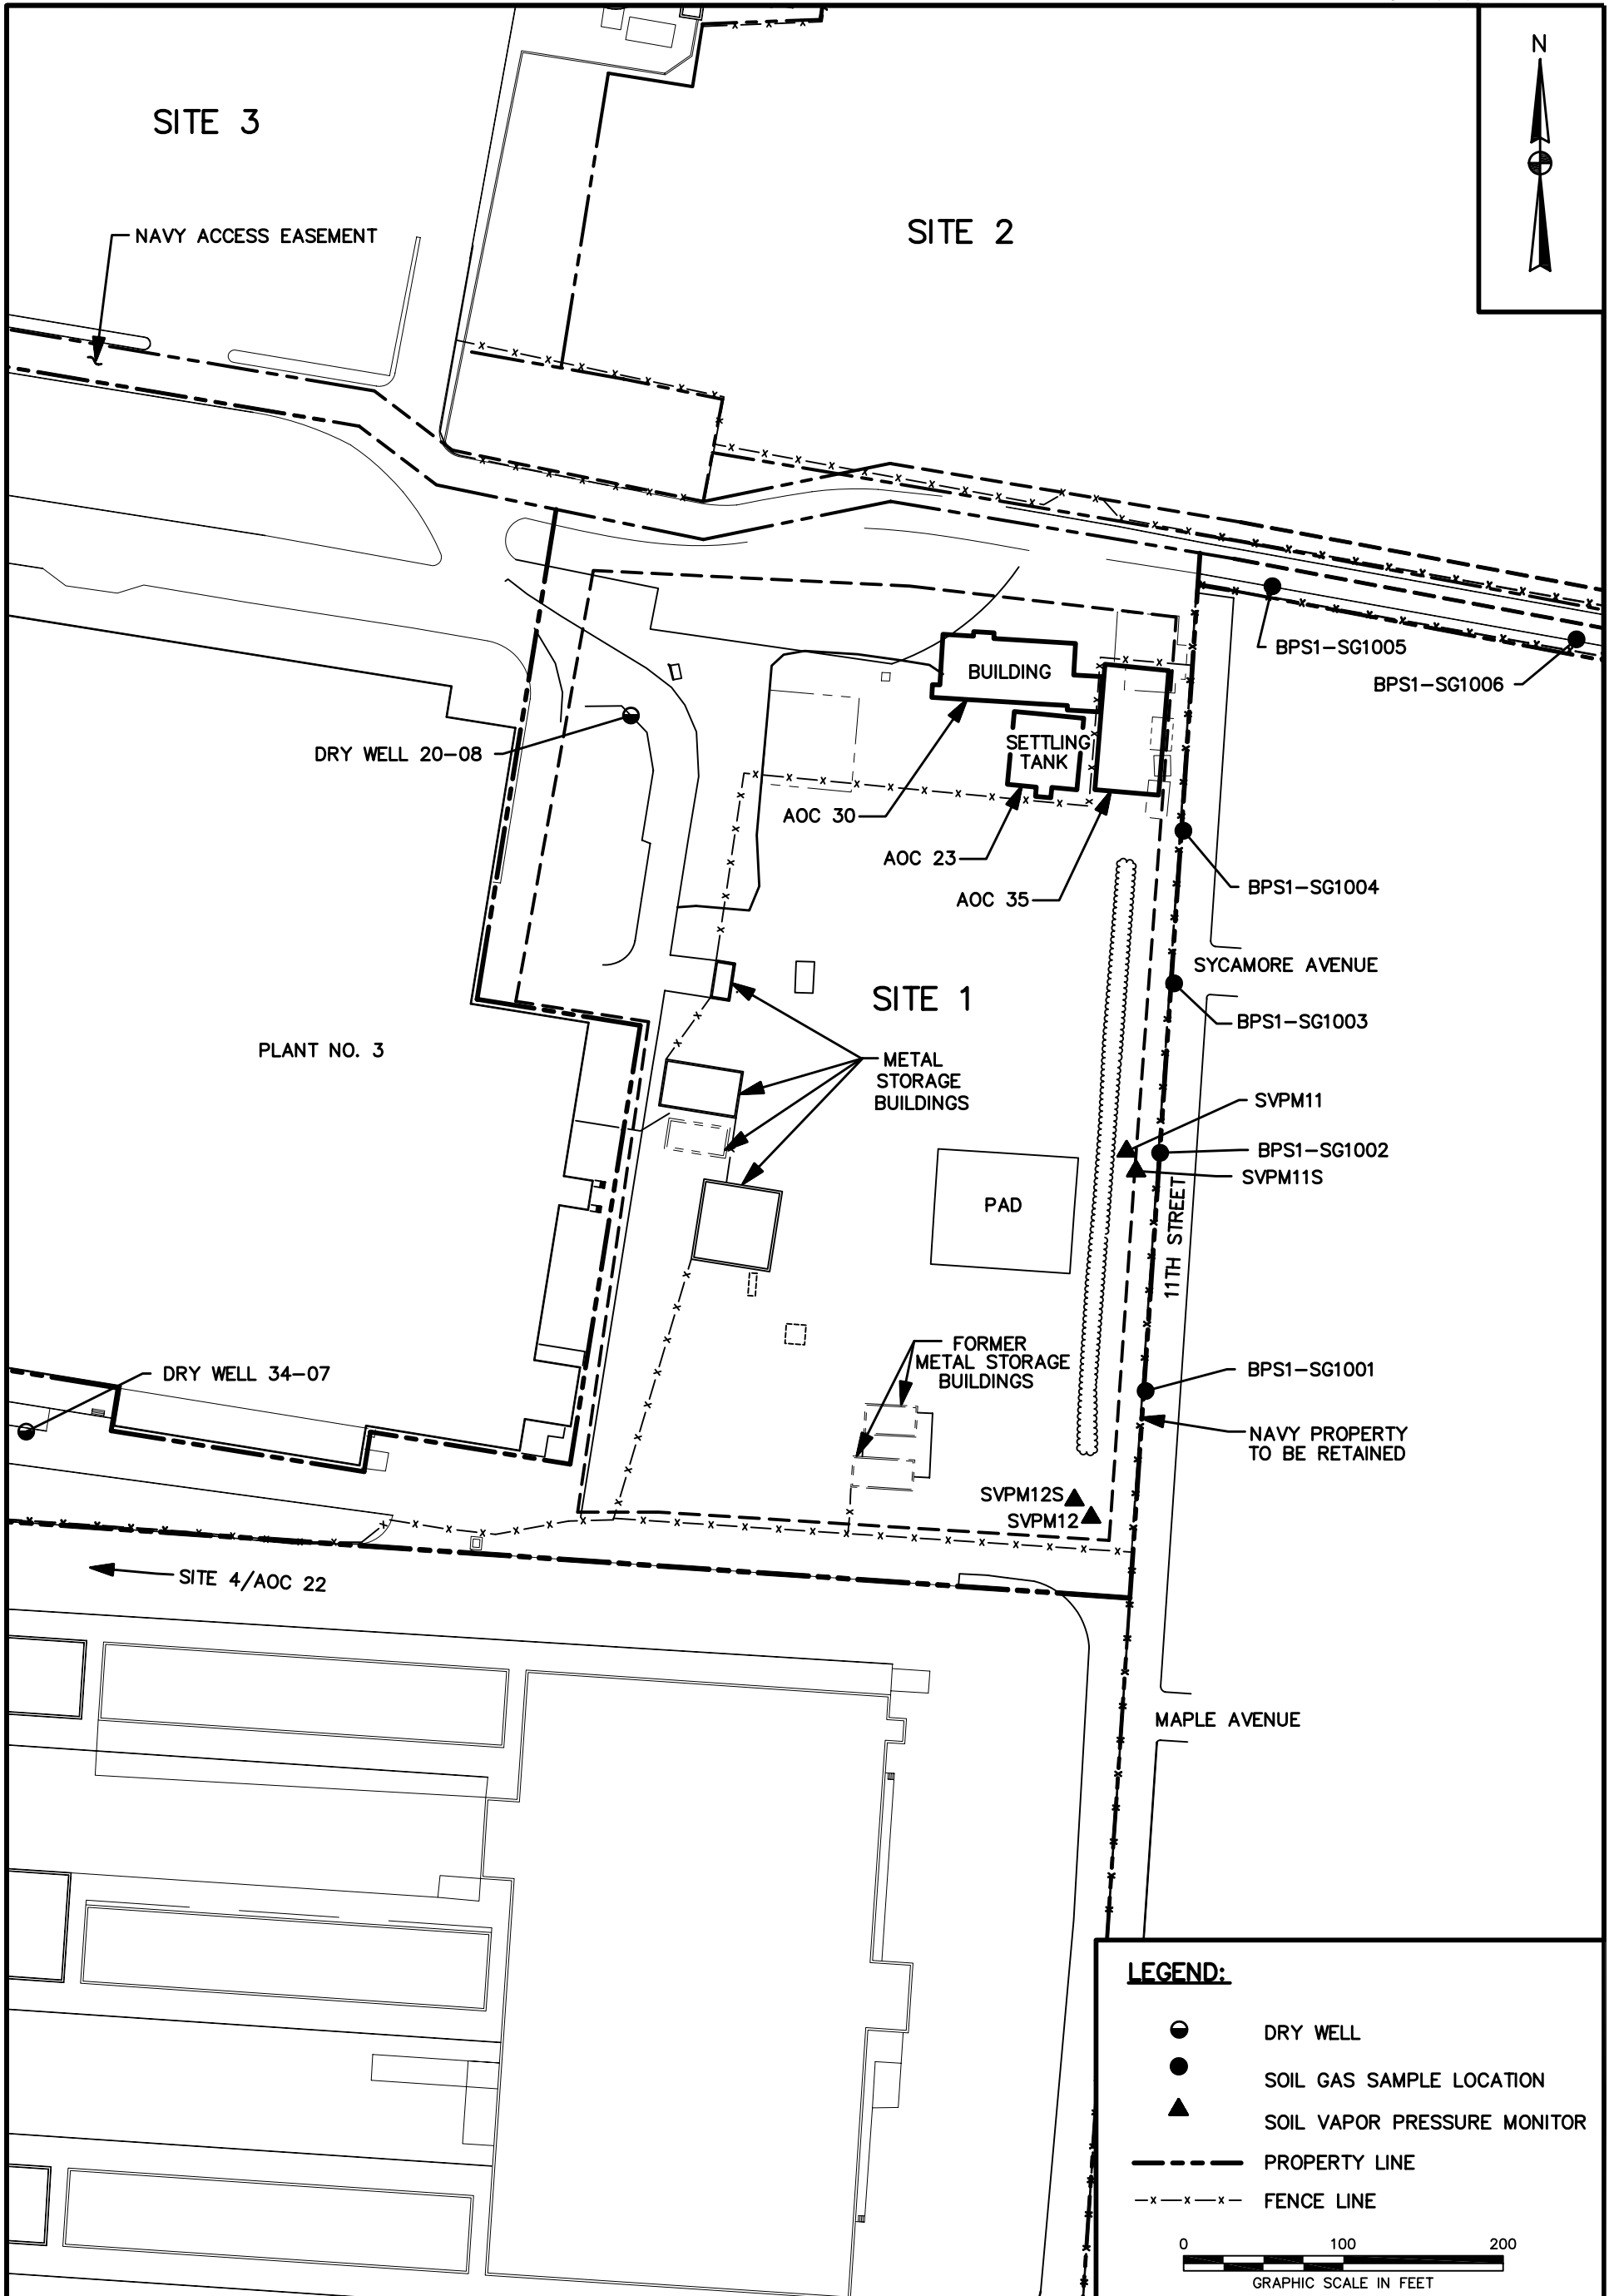 N
SITE 3
SITE 2
NAVY ACCESS EASEMENT
BPS1-SG1005
BPS1-SG1006
BUILDING
SETTLING
TANK
DRY WELL 20-08
AOC 30
AOC 23
AOC 35
BPS1-SG1004
SYCAMORE AVENUE
SITE 1
BPS1-SG1003
PLANT NO. 3
METAL
STORAGE
BUILDINGS
SVPM11
BPS1-SG1002
SVPM11S
PAD
11TH STREET
FORMER
METAL STORAGE
BUILDINGS
DRY WELL 34-07
BPS1-SG1001
NAVY PROPERTY
TO BE RETAINED
SVPM12S
SVPM12
SITE 4/AOC 22
MAPLE AVENUE
LEGEND:
DRY WELL
SOIL GAS SAMPLE LOCATION
SOIL VAPOR PRESSURE MONITOR
PROPERTY LINE
FENCE LINE
0 100 200
GRAPHIC SCALE IN FEET